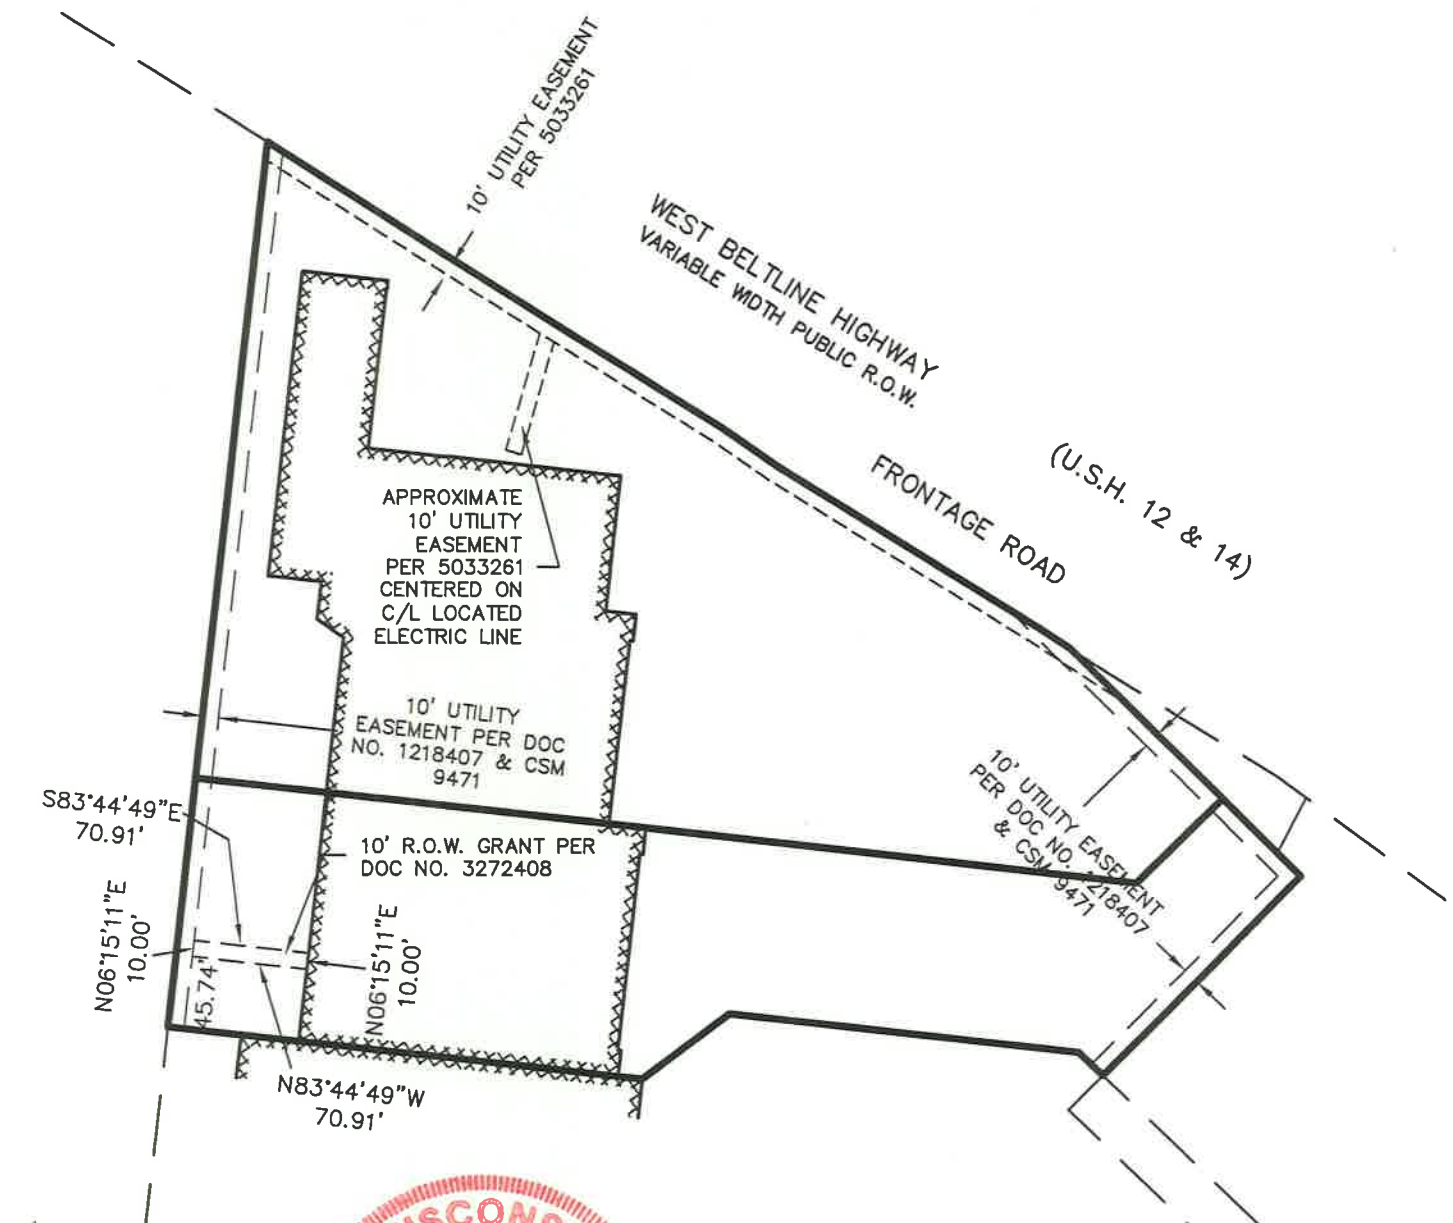 10' UTILITY EASEMENT
PER 5033261
WEST BELTLINE HIGHWAY
VARIABLE WIDTH PUBLIC R.O.W.
FRONTAGE ROAD
(U.S.H. 12 & 14)
APPROXIMATE
10' UTILITY
EASEMENT
PER 5033261
CENTERED ON
C/L LOCATED
ELECTRIC LINE
10' UTILITY
EASEMENT PER DOC
NO. 1218407 & CSM
9471
10' UTILITY EASEMENT
PER DOC NO. 1218407
& CSM 9471
S83°44'49"E
70.91'
10' R.O.W. GRANT PER
DOC NO. 3272408
N06°15'11"E
10.00'
45.74'
N06°15'11"E
10.00'
N83°44'49"W
70.91'